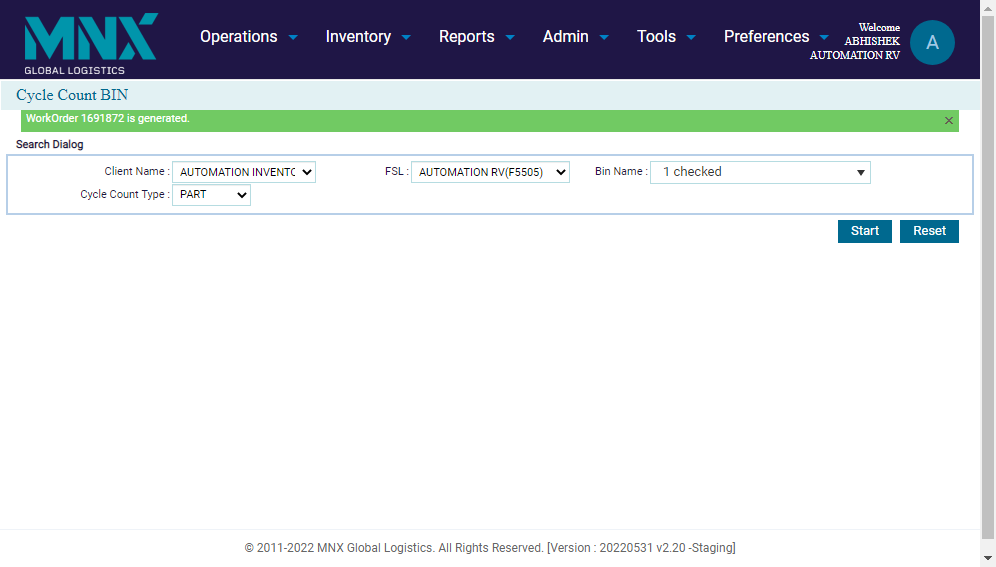 MNX
GLOBAL LOGISTICS
Operations Inventory Reports Admin Tools Preferences
Welcome
ABHISHEK
AUTOMATION RV
A
Cycle Count BIN
WorkOrder 1691872 is generated.
Search Dialog
Client Name : AUTOMATION INVENTC FSL : AUTOMATION RV(F5505) Bin Name : 1 checked
Cycle Count Type : PART
Start Reset
© 2011-2022 MNX Global Logistics. All Rights Reserved. [Version : 20220531 v2.20 -Staging]